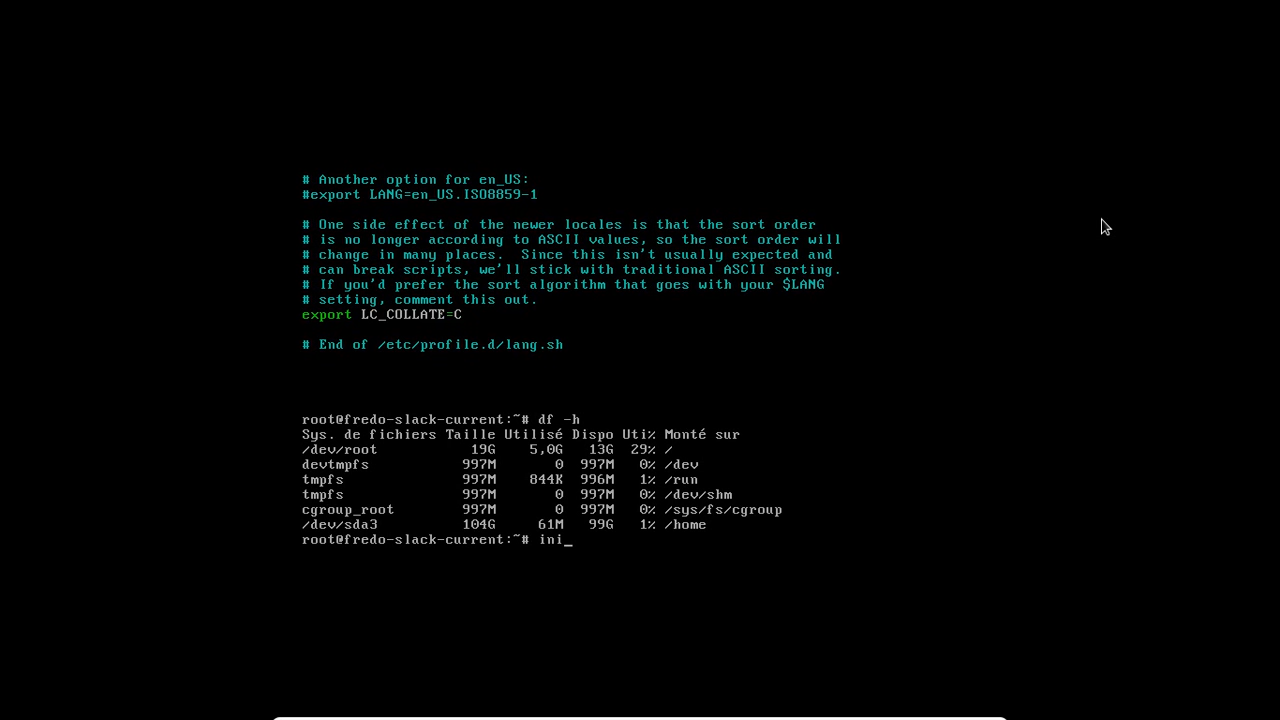 # Another option for en_US:
#export LANG=en_US.ISO8859-1
# One side effect of the newer locales is that the sort order
# is no longer according to ASCII values, so the sort order will
# change in many places.  Since this isn't usually expected and
# can break scripts, we'll stick with traditional ASCII sorting.
# If you'd prefer the sort algorithm that goes with your $LANG
# setting, comment this out.
export LC_COLLATE=C
# End of /etc/profile.d/lang.sh
root@fredo-slack-current:~# df -h
Sys. de fichiers Taille Utilisé Dispo Uti% Monté sur
/dev/root           19G    5,0G   13G  29% /
devtmpfs           997M       0  997M   0% /dev
tmpfs              997M    844K  996M   1% /run
tmpfs              997M       0  997M   0% /dev/shm
cgroup_root        997M       0  997M   0% /sys/fs/cgroup
/dev/sda3          104G     61M   99G   1% /home
root@fredo-slack-current:~# ini_